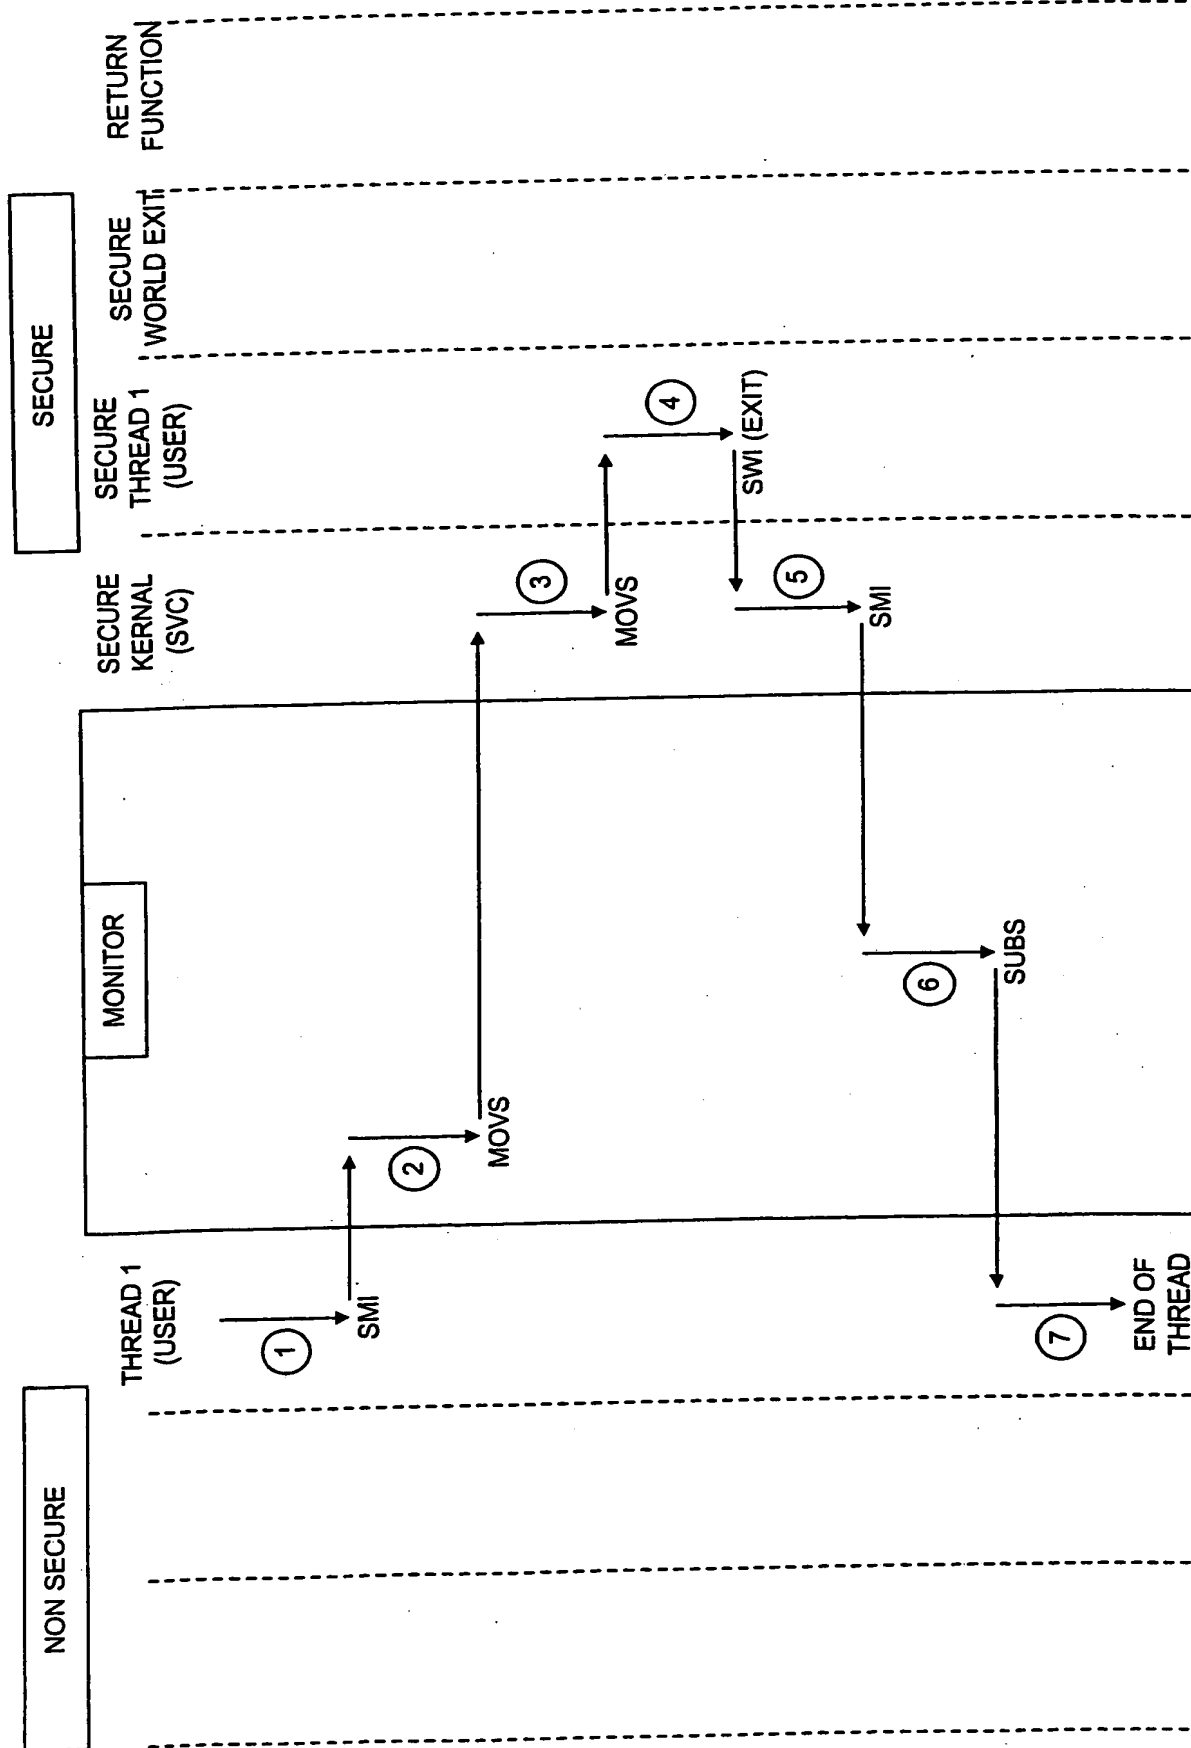 NON SECURE
MONITOR
SECURE
THREAD 1
(USER)
SECURE
KERNAL
(SVC)
SECURE
THREAD 1
(USER)
SECURE
WORLD EXIT
RETURN
FUNCTION
1
SMI
2
MOVS
3
MOVS
4
SWI (EXIT)
5
SMI
6
SUBS
7
END OF
THREAD